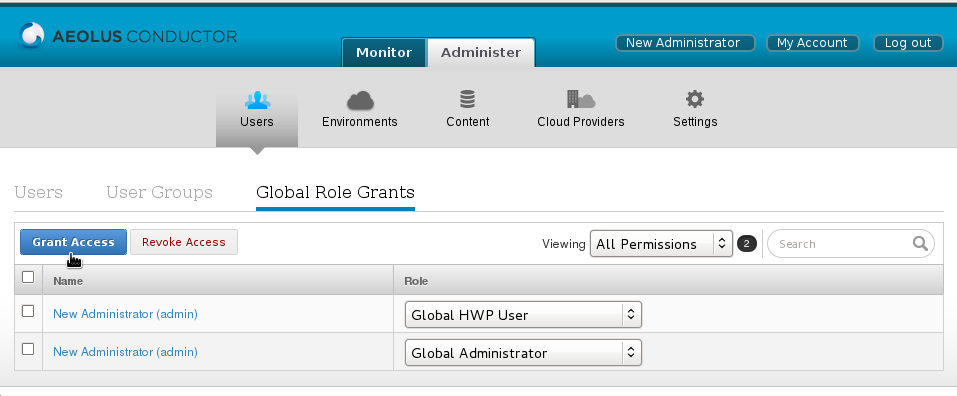 AEOLUS CONDUCTOR
Monitor
Administer
New Administrator
My Account
Log out
Users
Environments
Content
Cloud Providers
Settings
Users
User Groups
Global Role Grants
Grant Access
Revoke Access
Viewing
All Permissions
2
Search
Name
Role
New Administrator (admin)
Global HWP User
New Administrator (admin)
Global Administrator